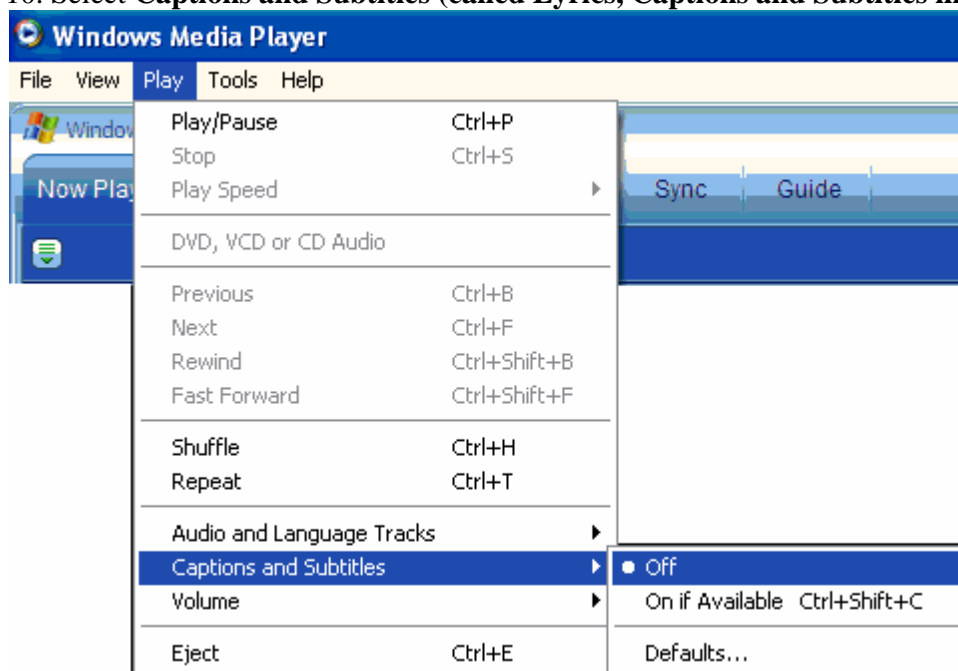 10. Select Captions and Subtitles (called Lyrics, Captions and Subtitles in
Windows Media Player
File View Play Tools Help
Play/Pause Ctrl+P
Stop Ctrl+S
Play Speed
Now Play Sync Guide
DVD, VCD or CD Audio
Previous Ctrl+B
Next Ctrl+F
Rewind Ctrl+Shift+B
Fast Forward Ctrl+Shift+F
Shuffle Ctrl+H
Repeat Ctrl+T
Audio and Language Tracks
Captions and Subtitles
Off
Volume
On if Available Ctrl+Shift+C
Eject Ctrl+E
Defaults...